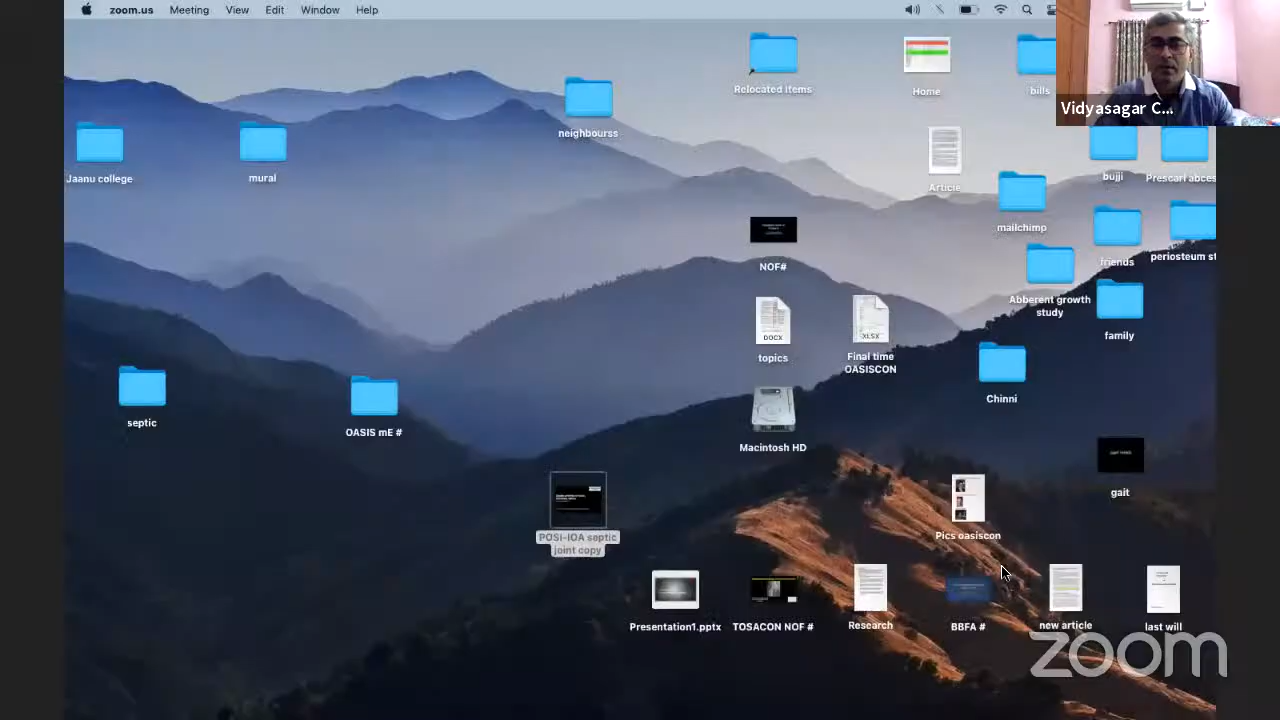 zoom.us Meeting View Edit Window Help
Relocated Items
Home
bills
Vidyasagar C...
neighbourss
Jaanu college
mural
Article
bujji
Prescari abces
mailchimp
NOF#
friends
periosteum st
Abberent growth
study
family
DOCX
topics
XLSX
Final time
OASISCON
Chinni
septic
OASIS mE #
Macintosh HD
gait
POSI-IOA septic
joint copy
Pics oasiscon
Presentation1.pptx
TOSACON NOF #
Research
BBFA #
new article
last will
zoom